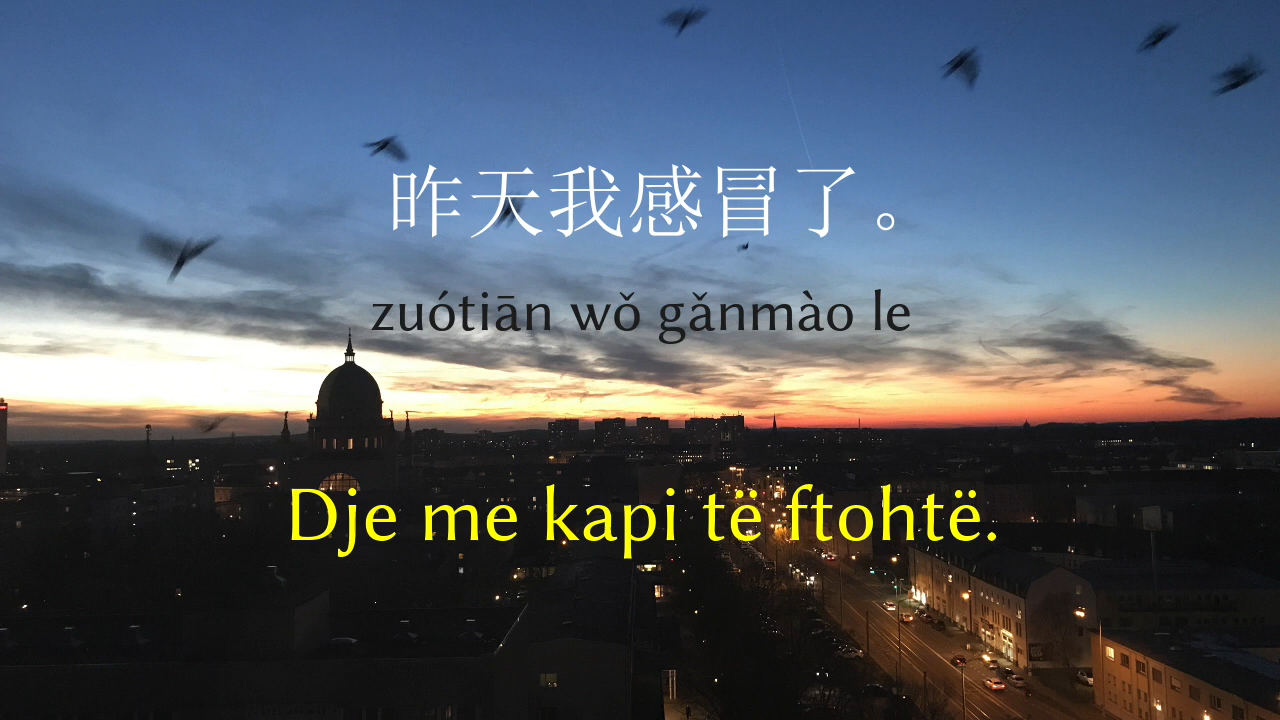 昨天我感冒了。
zuótiān wǒ gǎnmào le
Dje me kapi të ftohtë.